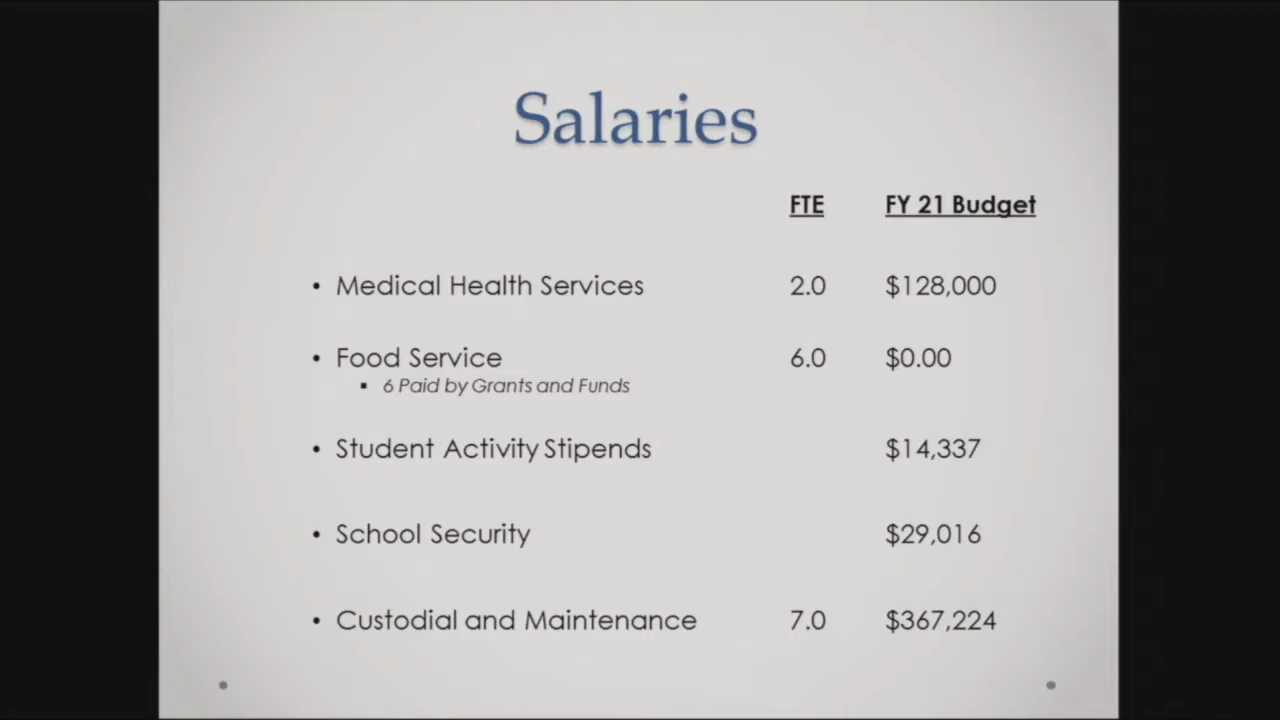 Salaries
FTE FY 21 Budget
• Medical Health Services 2.0 $128,000
• Food Service 6.0 $0.00
▪ 6 Paid by Grants and Funds
• Student Activity Stipends $14,337
• School Security $29,016
• Custodial and Maintenance 7.0 $367,224